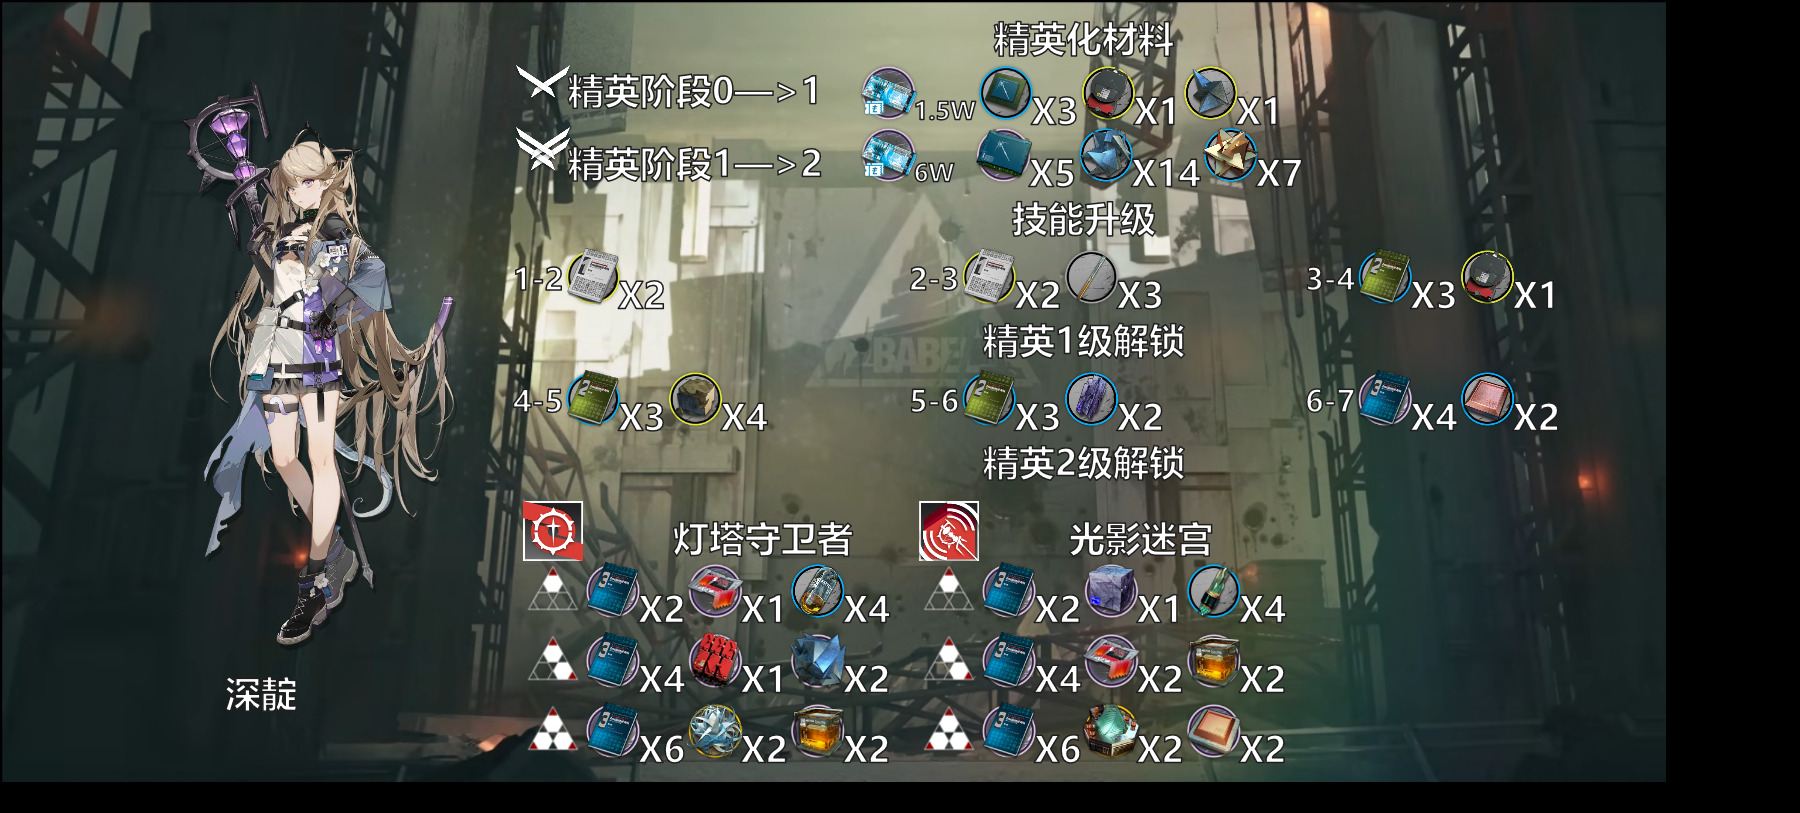 精英化材料
精英阶段0—>1 1.5W X3 X1 X1
精英阶段1—>2 6W X5 X14 X7
技能升级
1-2 X2 2-3 X2 X3 3-4 X3 X1
精英1级解锁
4-5 X3 X4 5-6 X3 X2 6-7 X4 X2
精英2级解锁
灯塔守卫者 光影迷宫
X2 X1 X4 X2 X1 X4
X4 X1 X2 X4 X2 X2
X6 X2 X2 X6 X2 X2
深靛